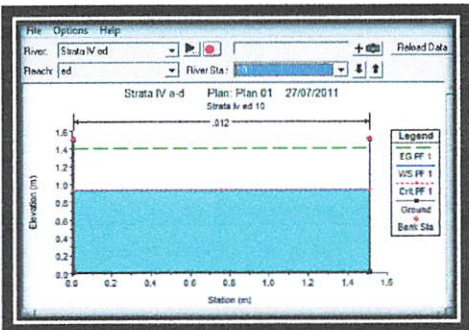 File Options Help
River: Strata IV ed Reload Data
Reach: ed River Sta.:
Strata IV a-d Plan: Plan 01 27/07/2011
Strata iv ed 10
.012
Legend
EG PF 1
WS PF 1
Crit PF 1
Ground
Bank Sta
Elevation (m)
1.6
1.4
1.2
1.0
0.8
0.6
0.4
0.2
0.0
0.0 0.2 0.4 0.6 0.8 1.0 1.2 1.4 1.6
Station (m)